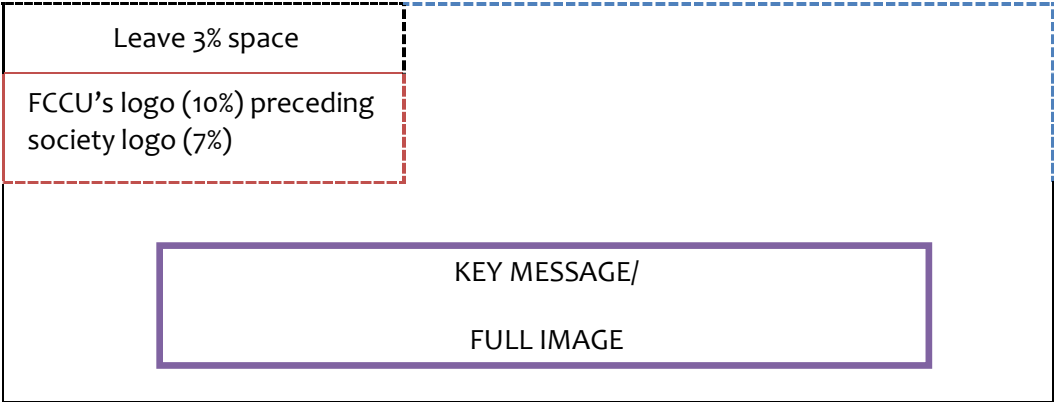 Leave 3% space
FCCU’s logo (10%) preceding
society logo (7%)
KEY MESSAGE/
FULL IMAGE